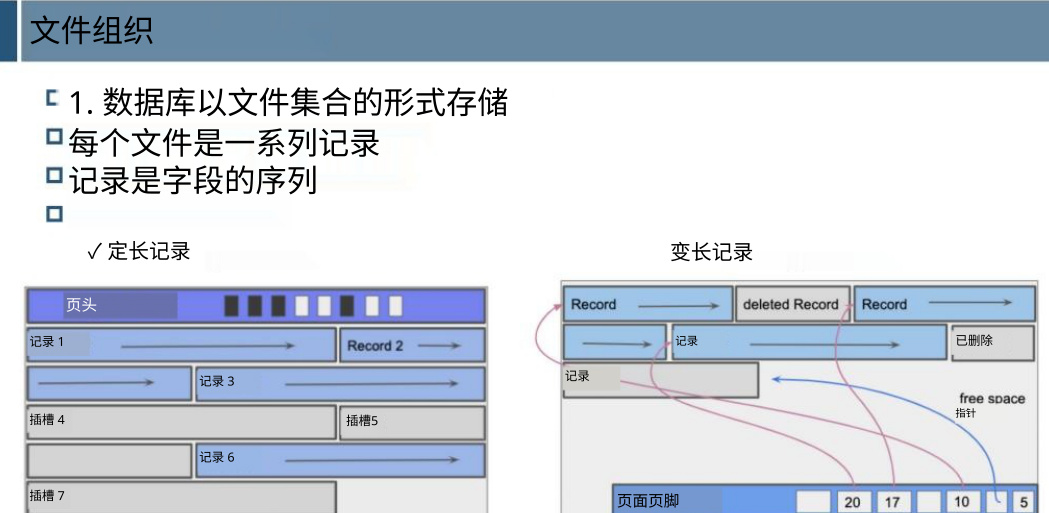 文件组织
1. 数据库以文件集合的形式存储
每个文件是一系列记录
记录是字段的序列
✓ 定长记录
变长记录
页头
记录 1
Record 2
记录 3
插槽 4
插槽5
记录 6
插槽 7
Record
deleted Record
Record
记录
已删除
记录
free space
指针
页面页脚
20
17
10
5